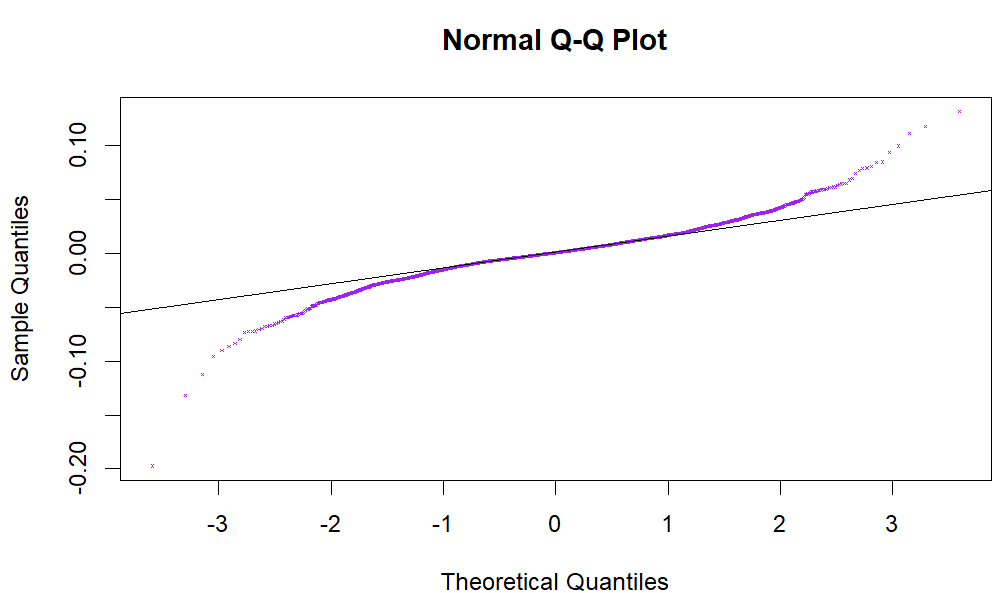 Normal Q-Q Plot
Sample Quantiles
0.10
0.00
-0.10
-0.20
-3 -2 -1 0 1 2 3
Theoretical Quantiles